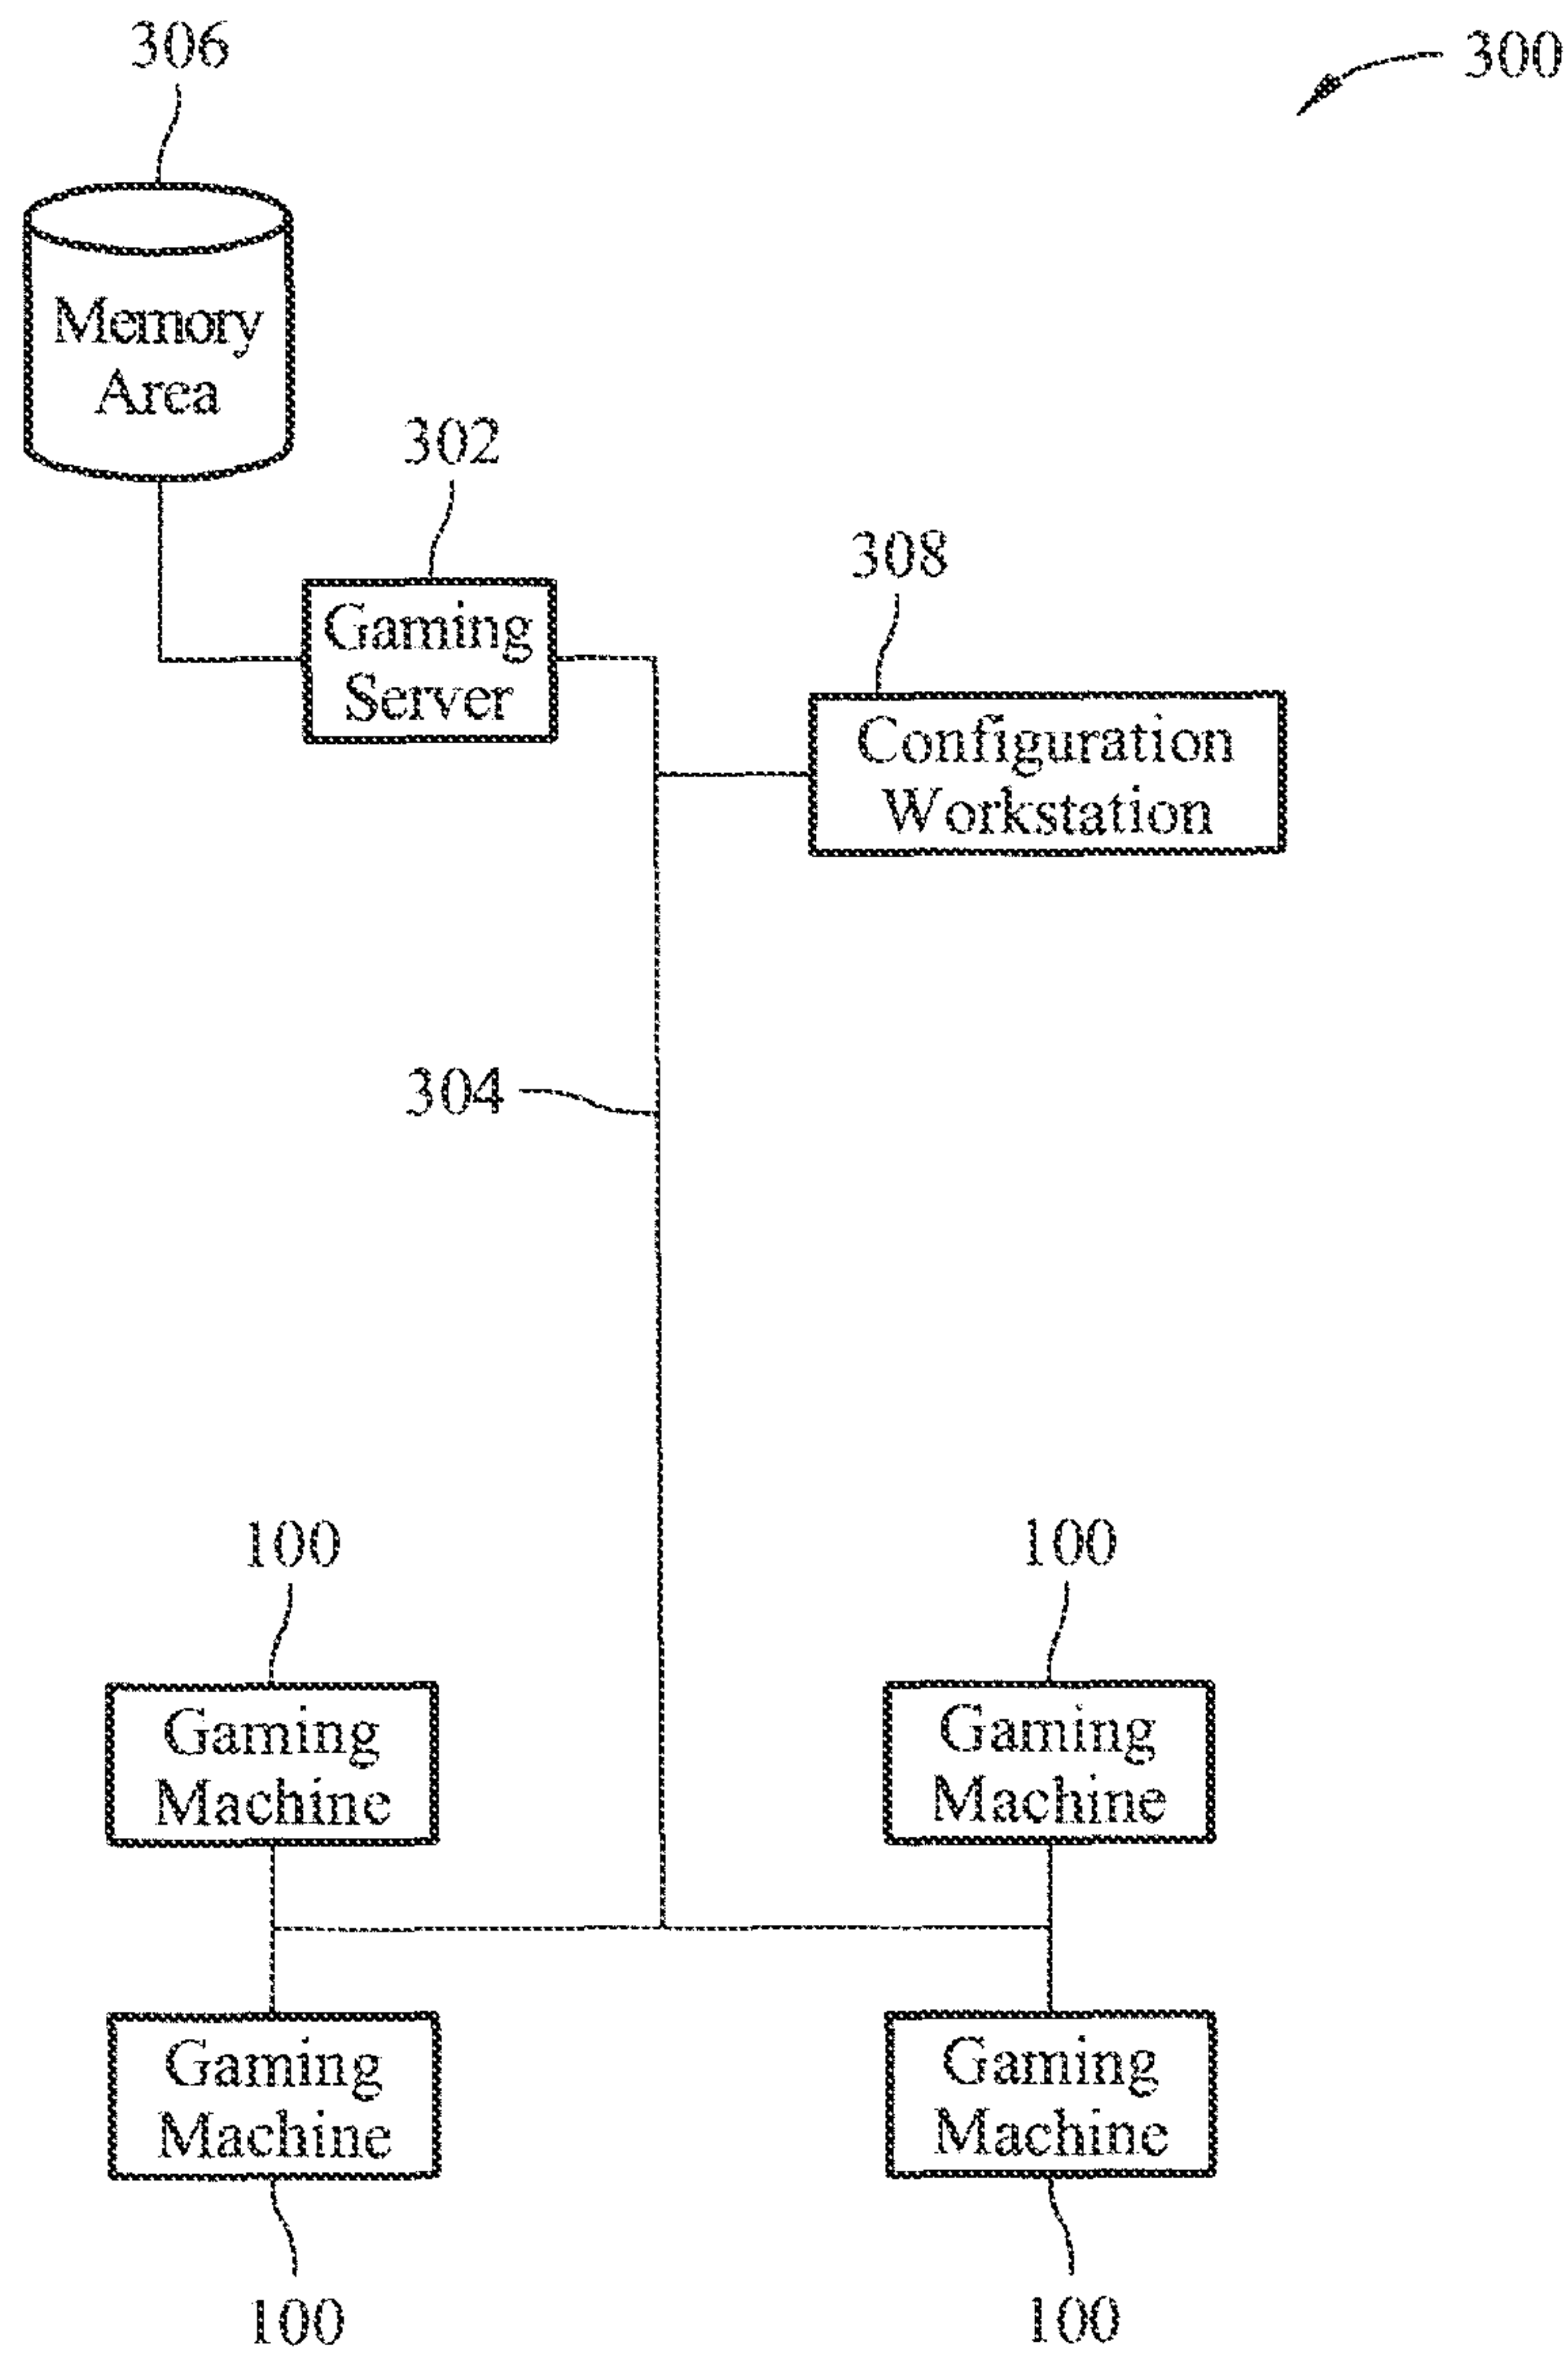 306
300
Memory
Area
302
Gaming
Server
308
Configuration
Workstation
304
100
100
Gaming
Machine
Gaming
Machine
Gaming
Machine
Gaming
Machine
100
100